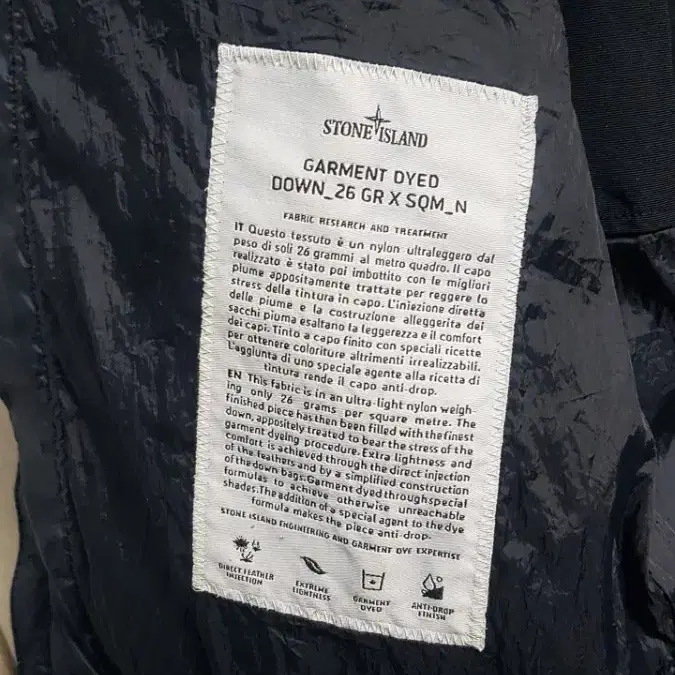 STONE ISLAND
GARMENT DYED
DOWN_26 GR X SQM_N
FABRIC RESEARCH AND TREATMENT
IT Questo tessuto è un nylon ultraleggero dal
peso di soli 26 grammi al metro quadro. Il capo
realizzato è stato poi imbottito con le migliori
piume appositamente trattate per reggere lo
stress della tintura in capo. L'iniezione diretta
delle piume e la costruzione alleggerita dei
sacchi piuma esaltano la leggerezza e il comfort
dei capi. Tinto a capo finito con speciali ricette
per ottenere coloriture altrimenti irrealizzabili.
L'aggiunta di uno speciale agente alla ricetta di
tintura rende il capo anti-drop.
EN This fabric is in an ultra-light nylon weigh-
ing only 26 grams per square metre. The
finished piece has then been filled with the finest
down, appositely treated to bear the stress of the
garment dyeing procedure. Extra lightness and
comfort is achieved through the direct injection
of the feathers and by a simplified construction
of the down bags. Garment dyed through special
formulas to achieve otherwise unreachable
shades. The addition of a special agent to the dye
formula makes the piece anti-drop.
STONE ISLAND ENGINEERING AND GARMENT DYE EXPERTISE
DIRECT FEATHER
INJECTION
EXTREME
LIGHTNESS
GARMENT
DYED
ANTI-DROP
FINISH